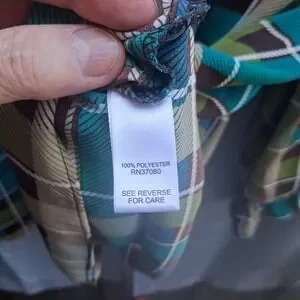 100% POLYESTER
RN37080
SEE REVERSE
FOR CARE